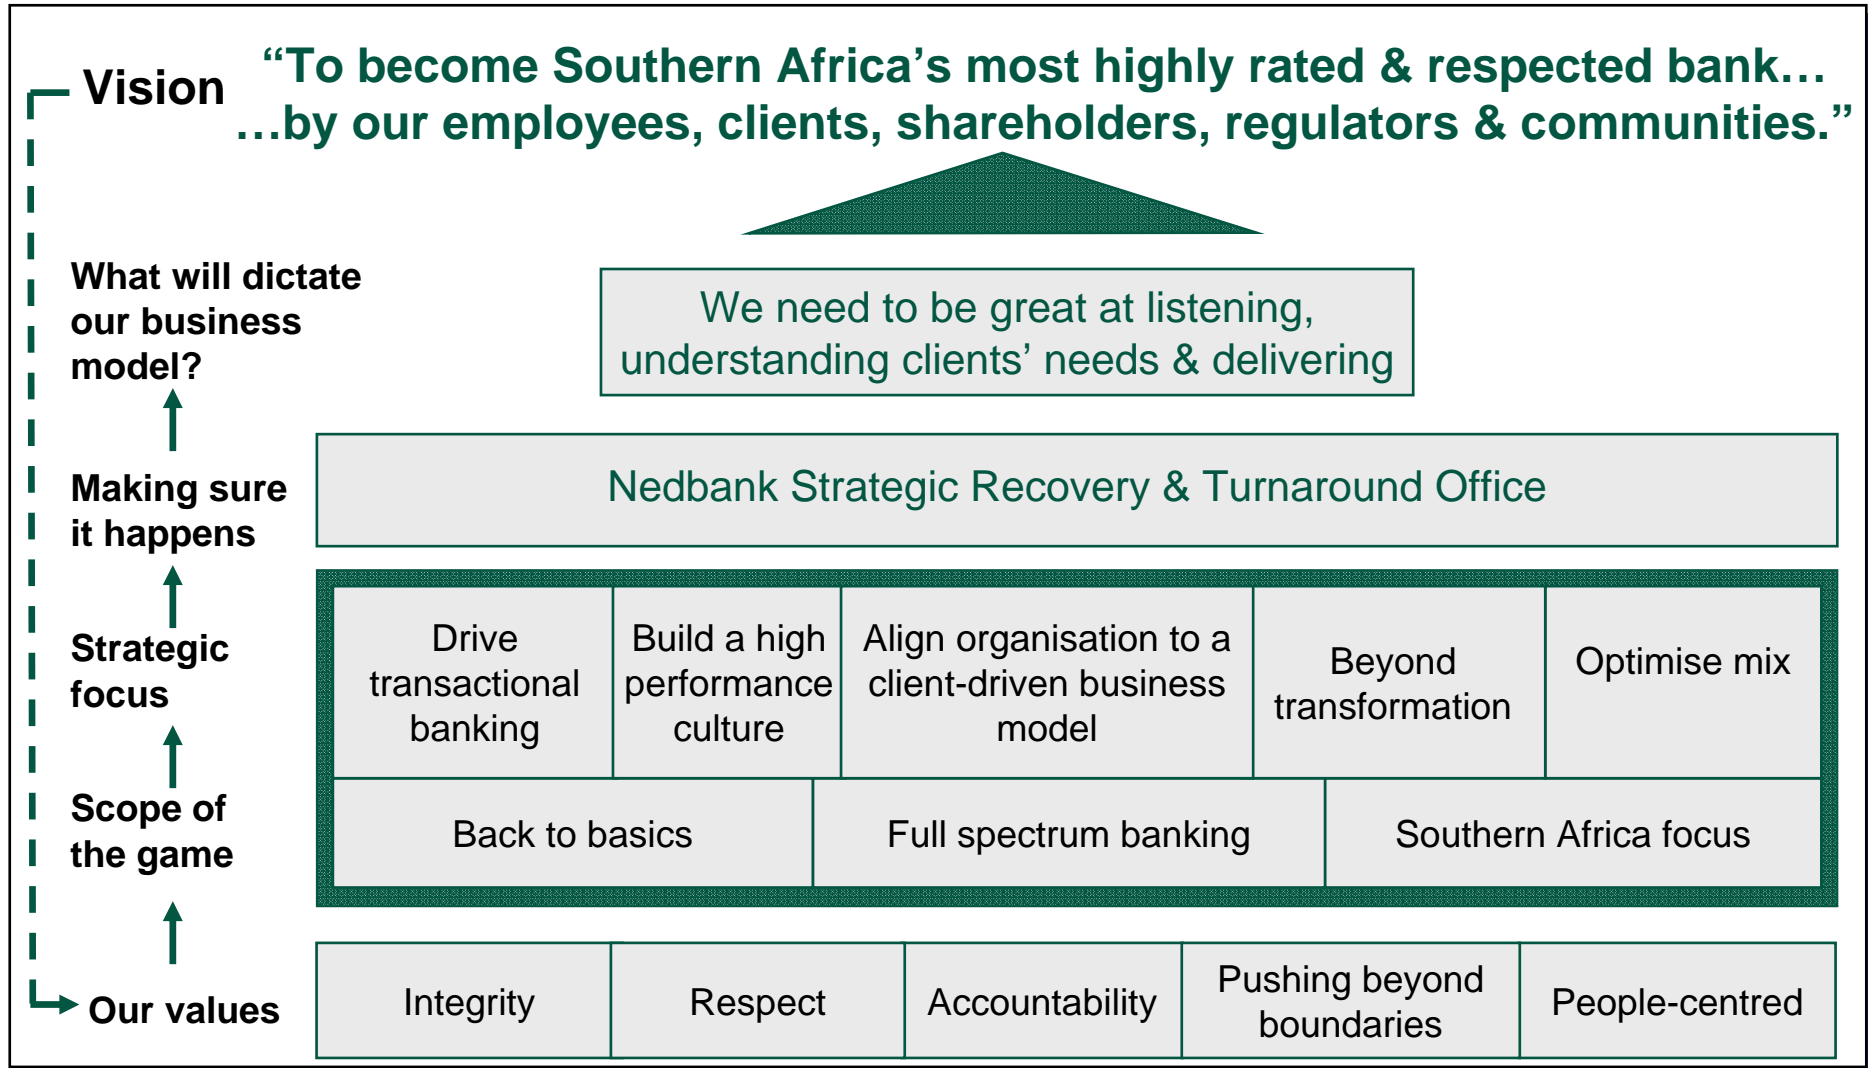 Vision
“To become Southern Africa’s most highly rated & respected bank…
…by our employees, clients, shareholders, regulators & communities.”
What will dictate
our business
model?
We need to be great at listening,
understanding clients’ needs & delivering
Making sure
it happens
Nedbank Strategic Recovery & Turnaround Office
Strategic
focus
Drive
transactional
banking
Build a high
performance
culture
Align organisation to a
client-driven business
model
Beyond
transformation
Optimise mix
Scope of
the game
Back to basics
Full spectrum banking
Southern Africa focus
Our values
Integrity
Respect
Accountability
Pushing beyond
boundaries
People-centred